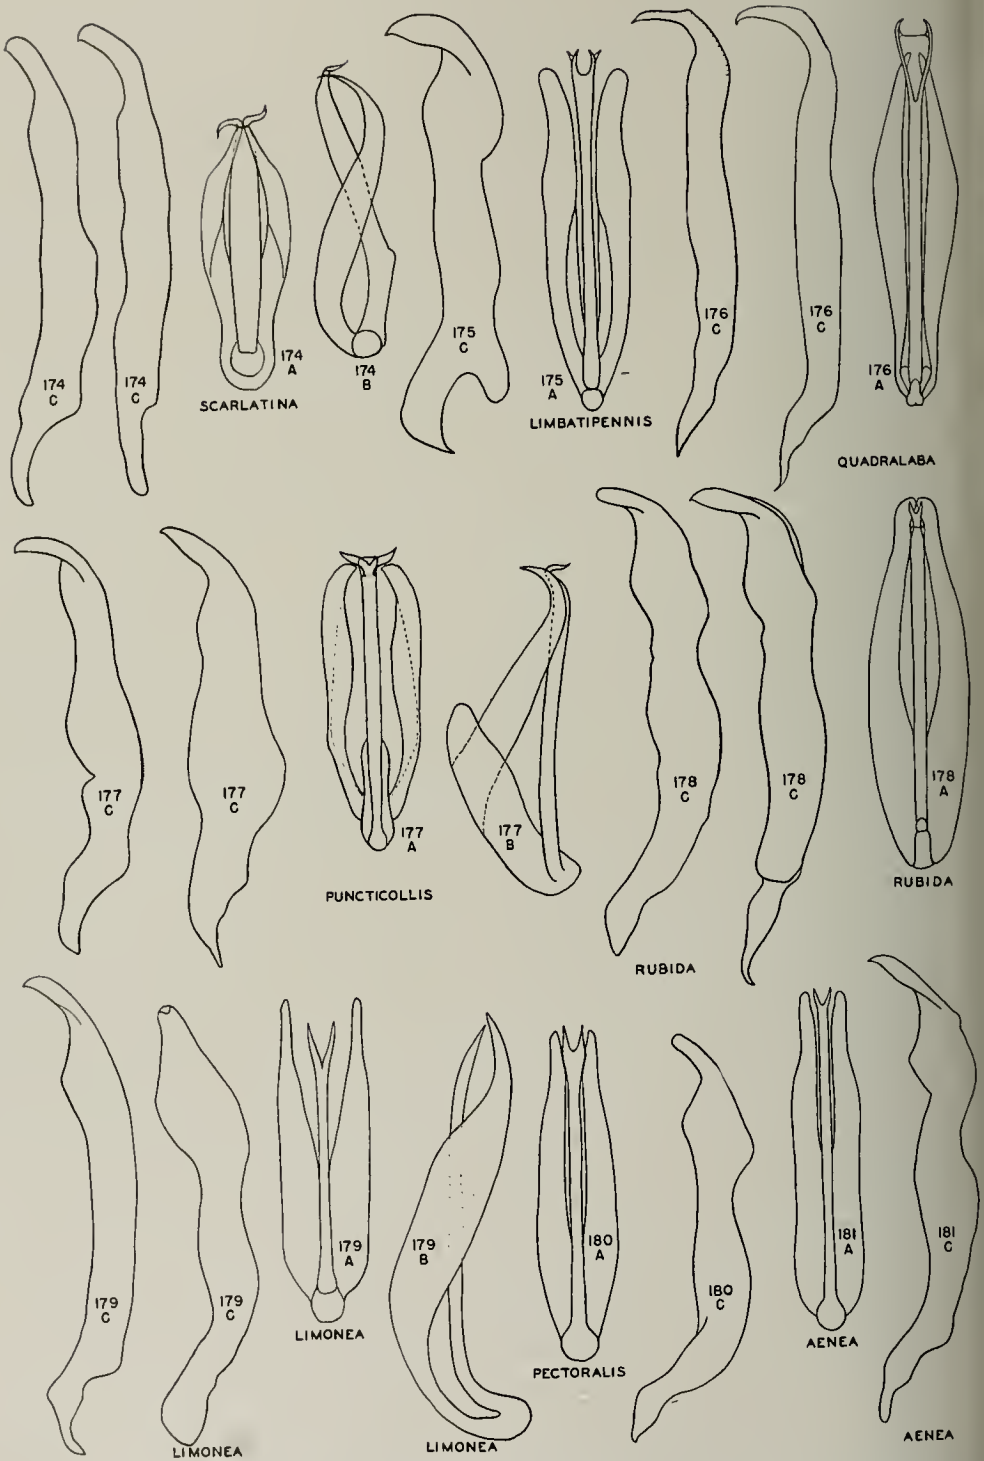 174
C
174
C
174
A
SCARLATINA
174
B
175
C
175
A
LIMBATIPENNIS
176
C
176
C
176
A
QUADRALABA
177
C
177
C
177
A
PUNCTICOLLIS
177
B
178
C
178
C
RUBIDA
178
A
RUBIDA
179
C
179
C
LIMONEA
179
A
LIMONEA
179
B
LIMONEA
180
A
PECTORALIS
180
C
181
A
AENEA
181
C
AENEA